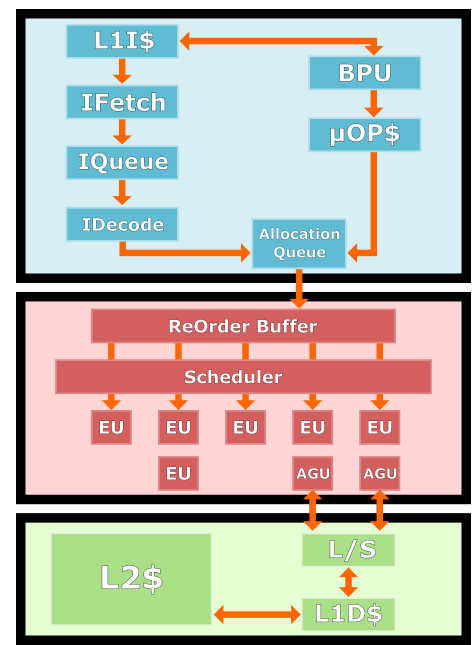 L1I$
BPU
IFetch
µOP$
IQueue
IDecode
Allocation
Queue
ReOrder Buffer
Scheduler
EU EU EU EU EU
EU AGU AGU
L2$
L/S
L1D$